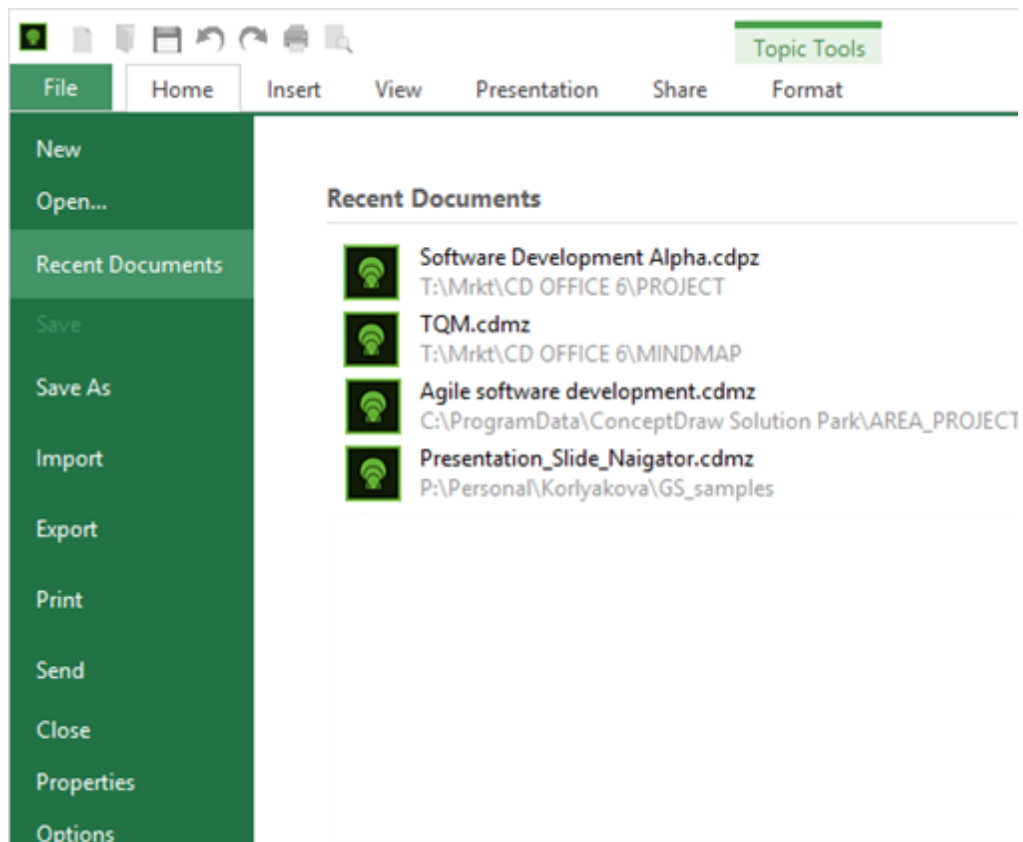 Topic Tools
File Home Insert View Presentation Share Format
New
Open...
Recent Documents
Save
Save As
Import
Export
Print
Send
Close
Properties
Options
Recent Documents
Software Development Alpha.cdpz
T:\Mrkt\CD OFFICE 6\PROJECT
TQM.cdmz
T:\Mrkt\CD OFFICE 6\MINDMAP
Agile software development.cdmz
C:\ProgramData\ConceptDraw Solution Park\AREA_PROJECT
Presentation_Slide_Naigator.cdmz
P:\Personal\Korlyakova\GS_samples